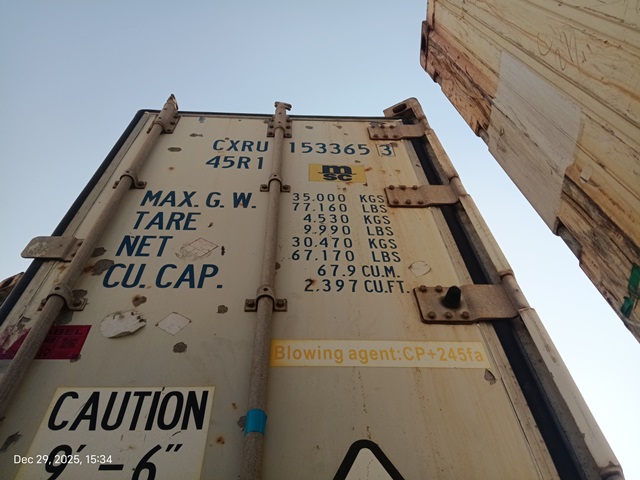 CXRU 153365 3
45R1
msc
MAX. G. W. 35.000 KGS
77.160 LBS
TARE 4.530 KGS
9.990 LBS
NET 30.470 KGS
67.170 LBS
CU. CAP. 67.9 CU.M.
2.397 CU.FT.
Blowing agent:CP+245fa
CAUTION
9'-6"
Dec 29, 2025, 15:34